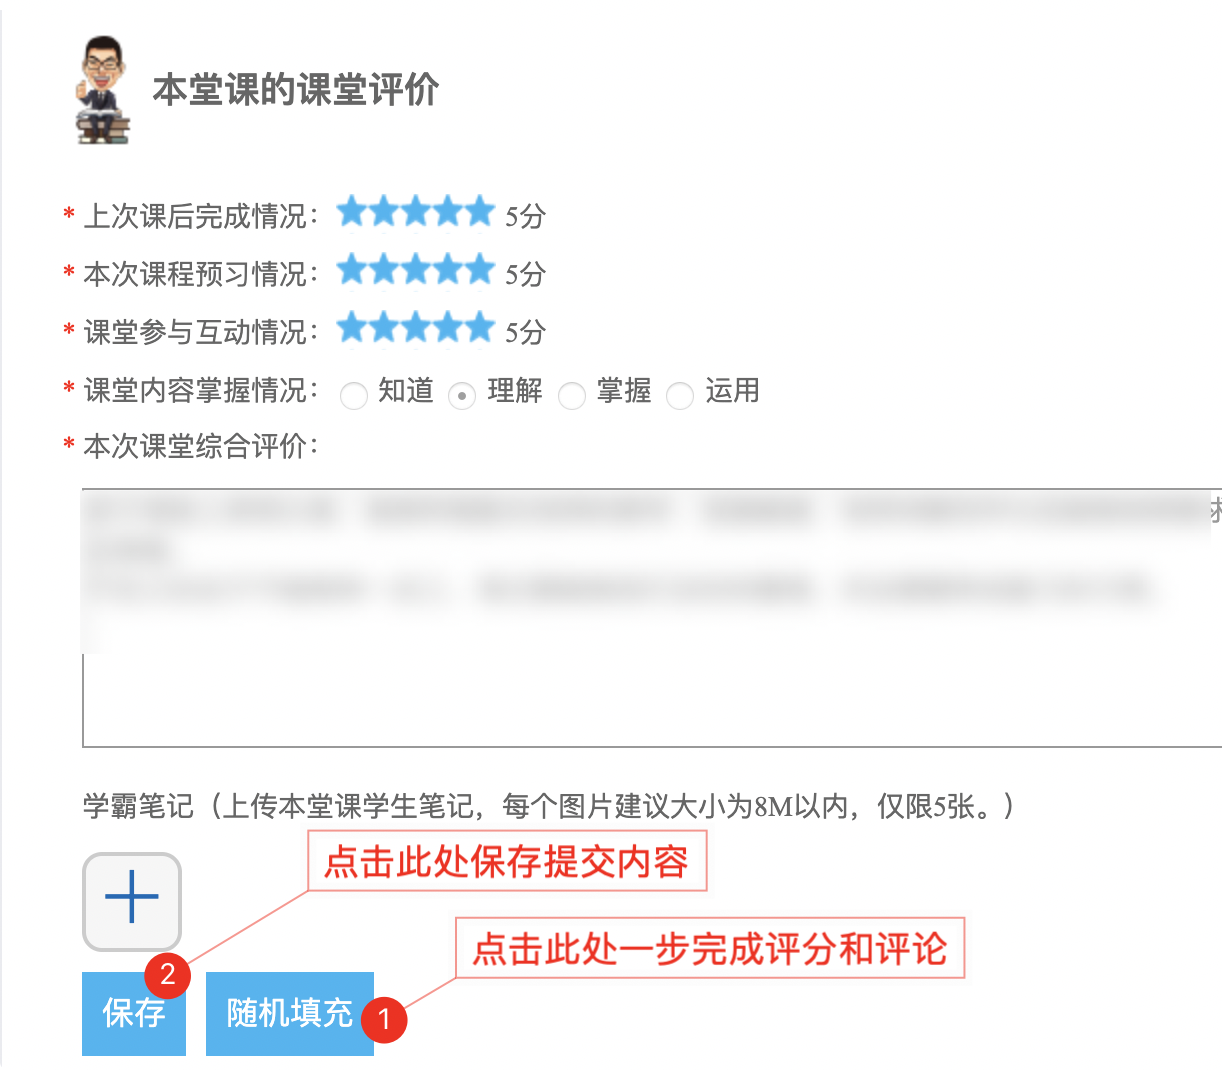 本堂课的课堂评价
* 上次课后完成情况： 5分
* 本次课程预习情况： 5分
* 课堂参与互动情况： 5分
* 课堂内容掌握情况： 知道 理解 掌握 运用
* 本次课堂综合评价：
学霸笔记（上传本堂课学生笔记，每个图片建议大小为8M以内，仅限5张。）
点击此处保存提交内容
点击此处一步完成评分和评论
2
保存 随机填充 1